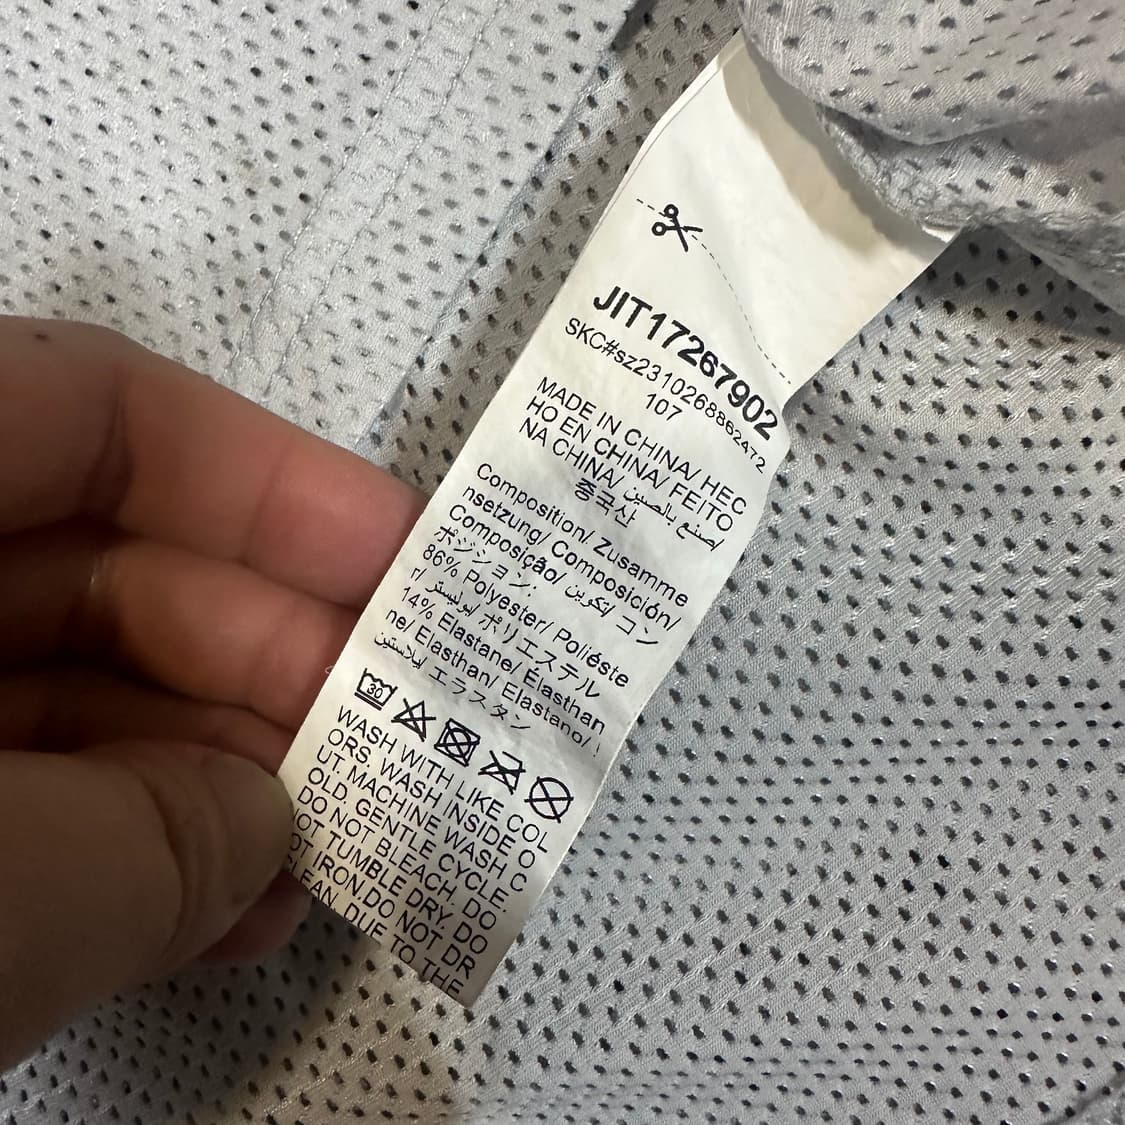 JIT17267902
SKC#sz2310268862472
107
MADE IN CHINA/ HEC
HO EN CHINA/ FEITO
NA CHINA/ صنع بالصين/
중국산
Composition/ Zusamme
nsetzung/ Composición/
Composição/ تكوين/ コン
ポジション:
86% Polyester/ Poliéste
r/ بوليستر/ ポリエステル
14% Elastane/ Élasthan
ne/ Elasthan/ Elastano/
إيلاستين/ エラスタン
30
WASH WITH LIKE COL
ORS. WASH INSIDE O
UT. MACHINE WASH C
OLD. GENTLE CYCLE.
DO NOT BLEACH. DO
NOT TUMBLE DRY. DO
OT IRON.DO NOT DR
LEAN. DUE TO THE